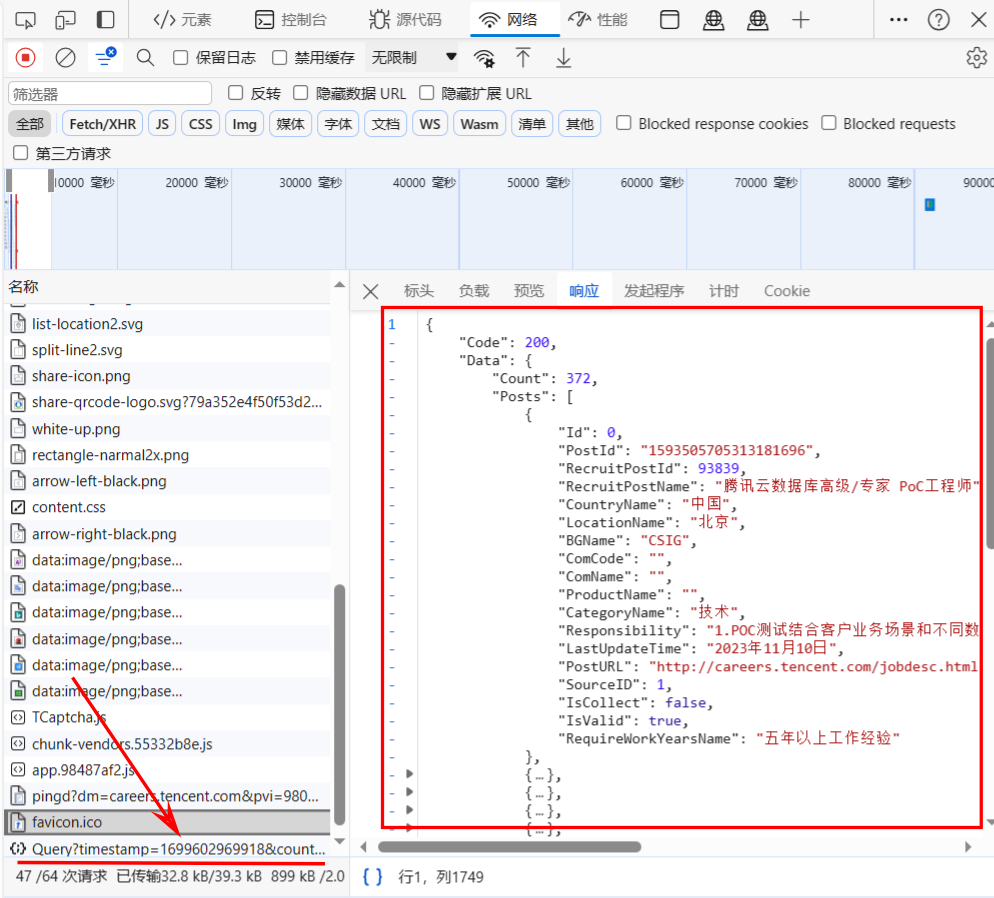 元素 控制台 源代码 网络 性能
保留日志 禁用缓存 无限制
筛选器 反转 隐藏数据 URL 隐藏扩展 URL
全部 Fetch/XHR JS CSS Img 媒体 字体 文档 WS Wasm 清单 其他 Blocked response cookies Blocked requests
第三方请求
10000 毫秒 20000 毫秒 30000 毫秒 40000 毫秒 50000 毫秒 60000 毫秒 70000 毫秒 80000 毫秒 90000
名称
list-location2.svg
split-line2.svg
share-icon.png
share-qrcode-logo.svg?79a352e4f50f53d2...
white-up.png
rectangle-narmal2x.png
arrow-left-black.png
content.css
arrow-right-black.png
data:image/png;base...
data:image/png;base...
data:image/png;base...
data:image/png;base...
data:image/png;base...
data:image/png;base...
TCaptcha.js
chunk-vendors.55332b8e.js
app.98487af2.js
pingd?dm=careers.tencent.com&pvi=980...
favicon.ico
Query?timestamp=1699602969918&count...
47 /64 次请求 已传输32.8 kB/39.3 kB 899 kB /2.0
标头 负载 预览 响应 发起程序 计时 Cookie
1 {
- "Code": 200,
- "Data": {
- "Count": 372,
- "Posts": [
- {
- "Id": 0,
- "PostId": "1593505705313181696",
- "RecruitPostId": 93839,
- "RecruitPostName": "腾讯云数据库高级/专家 PoC工程师"
- "CountryName": "中国",
- "LocationName": "北京",
- "BGName": "CSIG",
- "ComCode": "",
- "ComName": "",
- "ProductName": "",
- "CategoryName": "技术",
- "Responsibility": "1.POC测试结合客户业务场景和不同数
- "LastUpdateTime": "2023年11月10日",
- "PostURL": "http://careers.tencent.com/jobdesc.html
- "SourceID": 1,
- "IsCollect": false,
- "IsValid": true,
- "RequireWorkYearsName": "五年以上工作经验"
- },
- {…},
- {…},
- {…},
- {…},
{} 行1，列1749